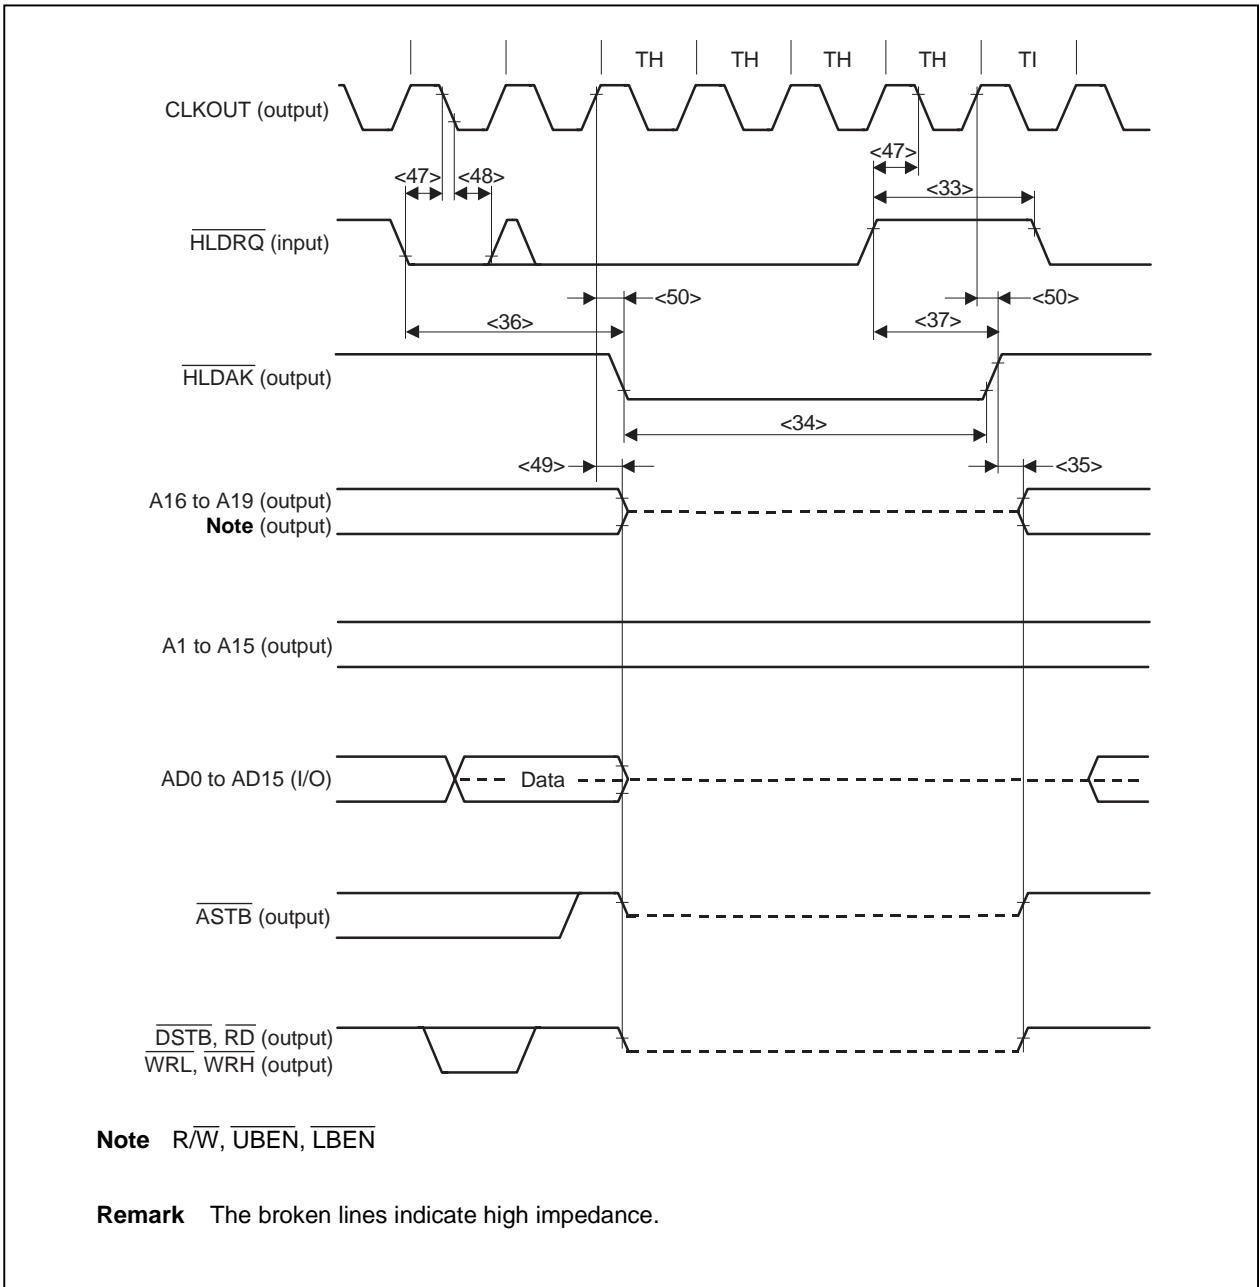 TH TH TH TH TI
CLKOUT (output)
<47>
<47> <48>
<33>
HLDRQ (input)
<50> <50>
<36> <37>
HLDAK (output)
<34>
<49> <35>
A16 to A19 (output)
Note (output)
A1 to A15 (output)
AD0 to AD15 (I/O) Data
ASTB (output)
DSTB, RD (output)
WRL, WRH (output)
Note R/W, UBEN, LBEN
Remark The broken lines indicate high impedance.